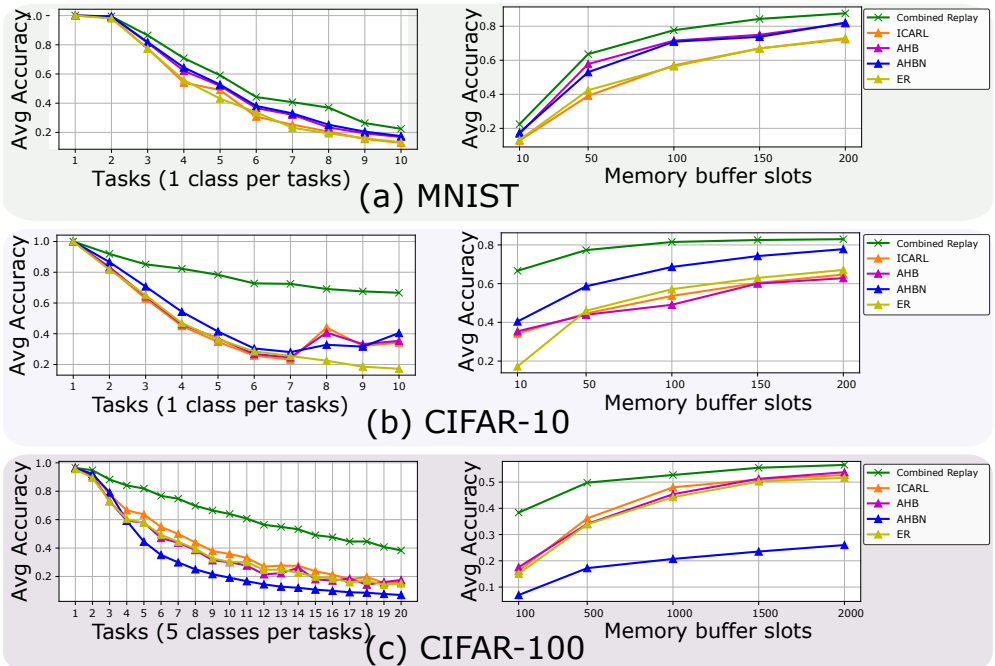 Avg Accuracy
1.0
0.8
0.6
0.4
0.2
1 2 3 4 5 6 7 8 9 10
Tasks (1 class per tasks)
Avg Accuracy
0.8
0.6
0.4
0.2
10 50 100 150 200
Memory buffer slots
Combined Replay
ICARL
AHB
AHBN
ER
(a) MNIST
Avg Accuracy
1.0
0.8
0.6
0.4
0.2
1 2 3 4 5 6 7 8 9 10
Tasks (1 class per tasks)
Avg Accuracy
0.8
0.6
0.4
0.2
10 50 100 150 200
Memory buffer slots
Combined Replay
ICARL
AHB
AHBN
ER
(b) CIFAR-10
Avg Accuracy
1.0
0.8
0.6
0.4
0.2
1 2 3 4 5 6 7 8 9 10 11 12 13 14 15 16 17 18 19 20
Tasks (5 classes per tasks)
Avg Accuracy
0.5
0.4
0.3
0.2
0.1
100 500 1000 1500 2000
Memory buffer slots
Combined Replay
ICARL
AHB
AHBN
ER
(c) CIFAR-100